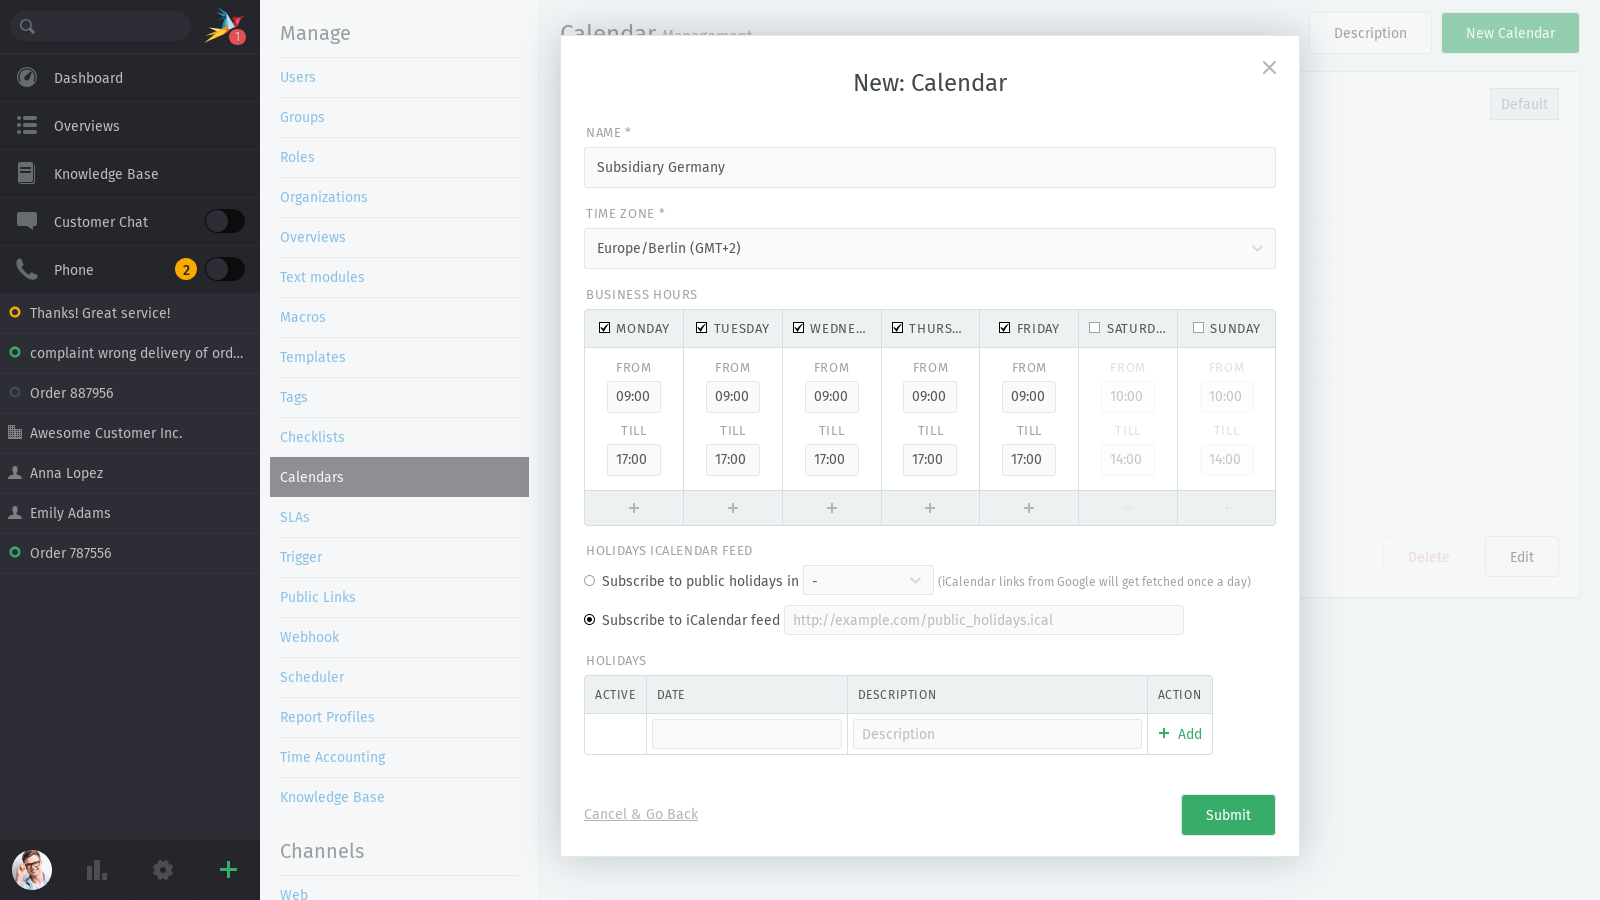 1
Dashboard
Overviews
Knowledge Base
Customer Chat
Phone 2
Thanks! Great service!
complaint wrong delivery of ord...
Order 887956
Awesome Customer Inc.
Anna Lopez
Emily Adams
Order 787556
Manage
Users
Groups
Roles
Organizations
Overviews
Text modules
Macros
Templates
Tags
Checklists
Calendars
SLAs
Trigger
Public Links
Webhook
Scheduler
Report Profiles
Time Accounting
Knowledge Base
Channels
Web
Calendar Management
Description New Calendar
Default
Delete Edit
New: Calendar
NAME *
Subsidiary Germany
TIME ZONE *
Europe/Berlin (GMT+2)
BUSINESS HOURS
MONDAY TUESDAY WEDNE... THURS... FRIDAY SATURD... SUNDAY
FROM FROM FROM FROM FROM FROM FROM
09:00 09:00 09:00 09:00 09:00 10:00 10:00
TILL TILL TILL TILL TILL TILL TILL
17:00 17:00 17:00 17:00 17:00 14:00 14:00
HOLIDAYS ICALENDAR FEED
Subscribe to public holidays in - (iCalendar links from Google will get fetched once a day)
Subscribe to iCalendar feed http://example.com/public_holidays.ical
HOLIDAYS
ACTIVE DATE DESCRIPTION ACTION
Description Add
Cancel & Go Back Submit